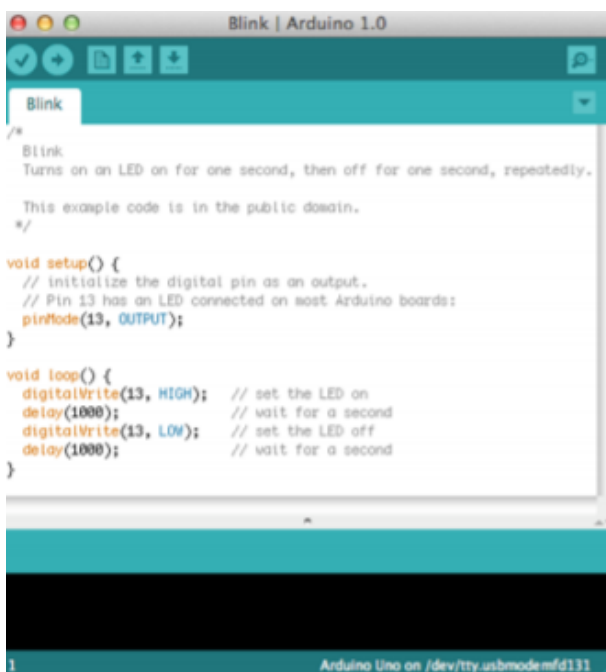 Blink | Arduino 1.0
Blink
/*
  Blink
  Turns on an LED on for one second, then off for one second, repeatedly.

  This example code is in the public domain.
 */

void setup() {
  // initialize the digital pin as an output.
  // Pin 13 has an LED connected on most Arduino boards:
  pinMode(13, OUTPUT);
}

void loop() {
  digitalWrite(13, HIGH);   // set the LED on
  delay(1000);              // wait for a second
  digitalWrite(13, LOW);    // set the LED off
  delay(1000);              // wait for a second
}
1 Arduino Uno on /dev/tty.usbmodemfd131